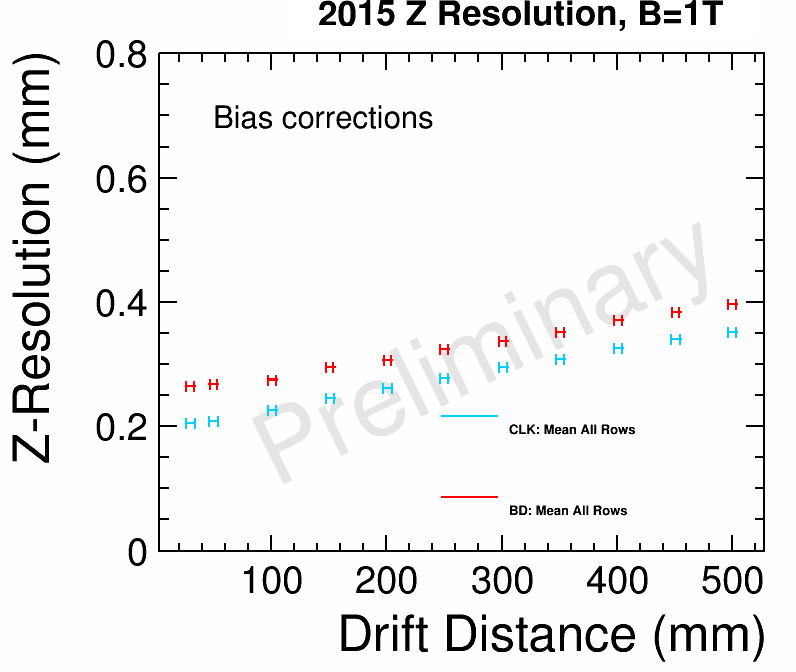 2015 Z Resolution, B=1T
Z-Resolution (mm)
0.8
0.6
0.4
0.2
0
Bias corrections
Preliminary
CLK: Mean All Rows
BD: Mean All Rows
100 200 300 400 500
Drift Distance (mm)